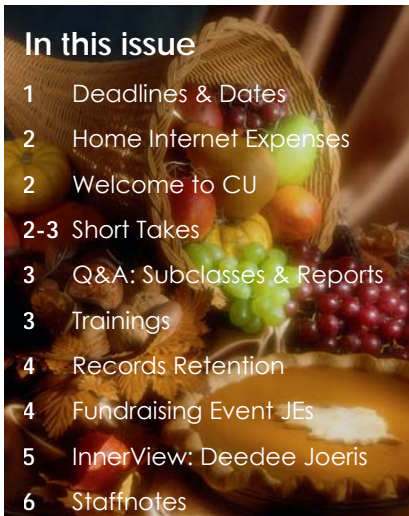 In this issue
1 Deadlines & Dates
2 Home Internet Expenses
2 Welcome to CU
2-3 Short Takes
3 Q&A: Subclasses & Reports
3 Trainings
4 Records Retention
4 Fundraising Event JEs
5 InnerView: Deedee Joeris
6 Staffnotes